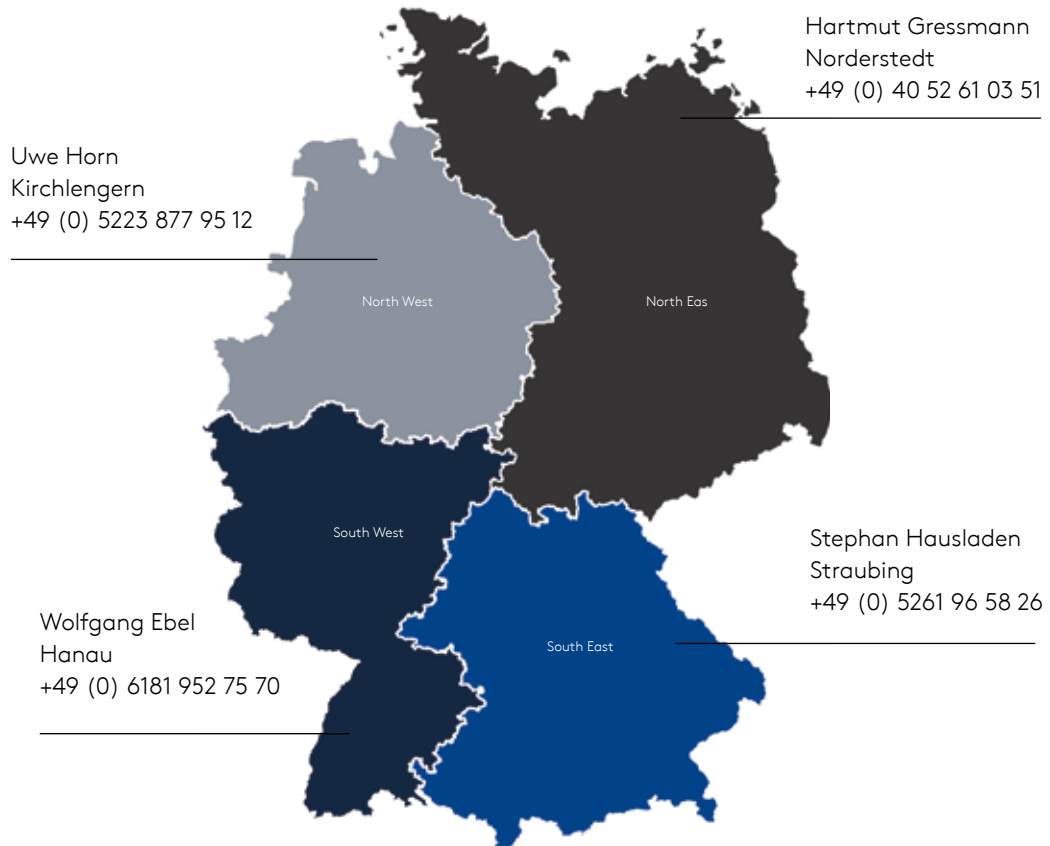 Hartmut Gressmann
Norderstedt
+49 (0) 40 52 61 03 51
Uwe Horn
Kirchlengern
+49 (0) 5223 877 95 12
North West
North Eas
South West
Stephan Hausladen
Straubing
+49 (0) 5261 96 58 26
Wolfgang Ebel
Hanau
+49 (0) 6181 952 75 70
South East